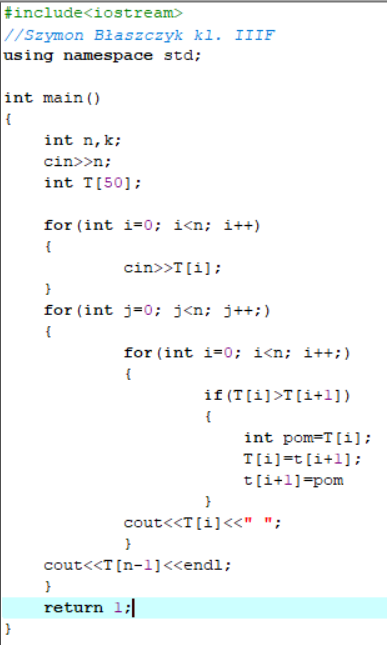 #include<iostream>
//Szymon Błaszczyk kl. IIIF
using namespace std;
int main()
{
int n,k;
cin>>n;
int T[50];
for(int i=0; i<n; i++)
{
cin>>T[i];
}
for(int j=0; j<n; j++;)
{
for(int i=0; i<n; i++;)
{
if(T[i]>T[i+1])
{
int pom=T[i];
T[i]=t[i+1];
t[i+1]=pom
}
cout<<T[i]<<" ";
}
cout<<T[n-1]<<endl;
}
return 1;
}